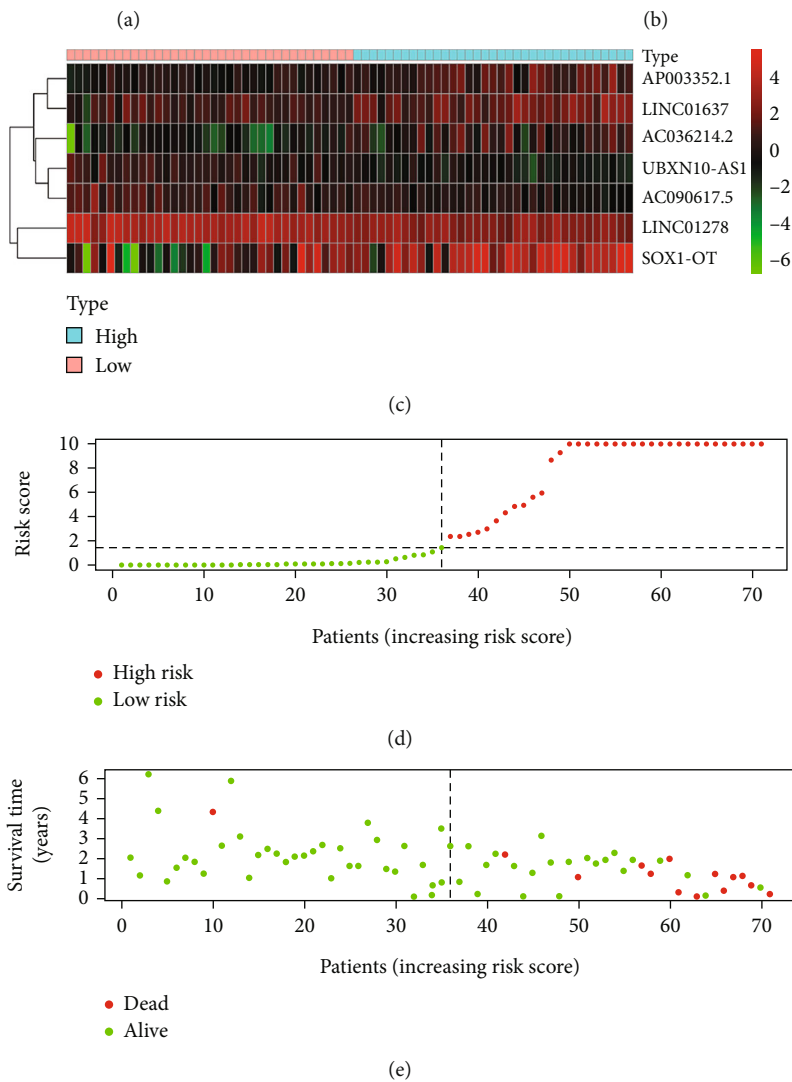 (a) (b)
Type
AP003352.1
LINC01637
AC036214.2
UBXN10-AS1
AC090617.5
LINC01278
SOX1-OT
4
2
0
−2
−4
−6
Type
High
Low
(c)
Risk score
10
8
6
4
2
0
0 10 20 30 40 50 60 70
Patients (increasing risk score)
High risk
Low risk
(d)
Survival time
(years)
6
5
4
3
2
1
0
0 10 20 30 40 50 60 70
Patients (increasing risk score)
Dead
Alive
(e)